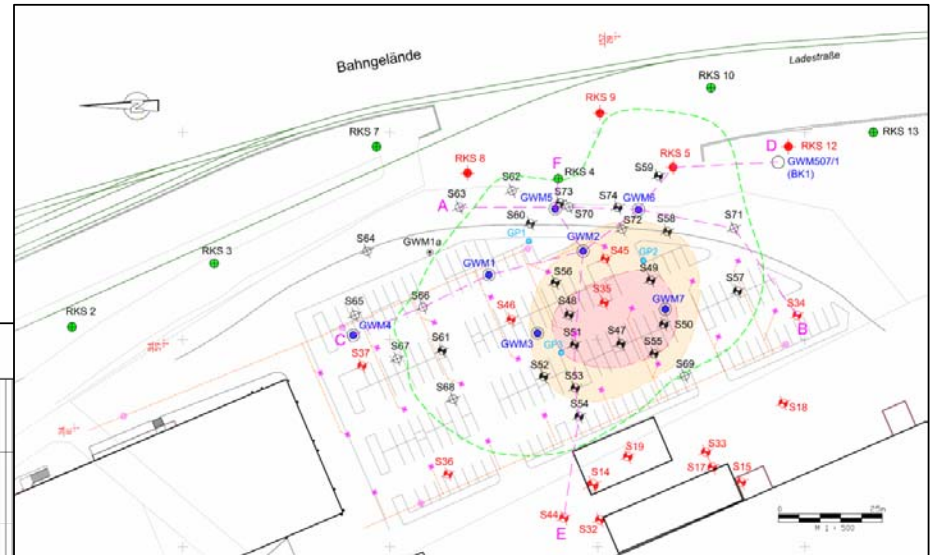 Bahngelände
Ladestraße
RKS 10
RKS 9
RKS 13
RKS 7
D
RKS 12
GWM507/1
(BK1)
RKS 8
F
RKS 4
S59
RKS 5
S62
S63
A
GWM5
S73
S70
S74
GWM6
S60
S72
S58
S71
GP1
S64
GWM1a
GWM2
S45
GP2
RKS 3
GWM1
S56
S49
S57
S66
S46
S48
S35
GWM7
S34
B
RKS 2
S65
GWM4
C
S61
GWM3
S51
GP3
S47
S50
S55
S37
S67
S52
S53
S69
S68
S54
S18
S36
S19
S14
S33
S17
S15
S44
E
S32
0
25m
M 1 : 500